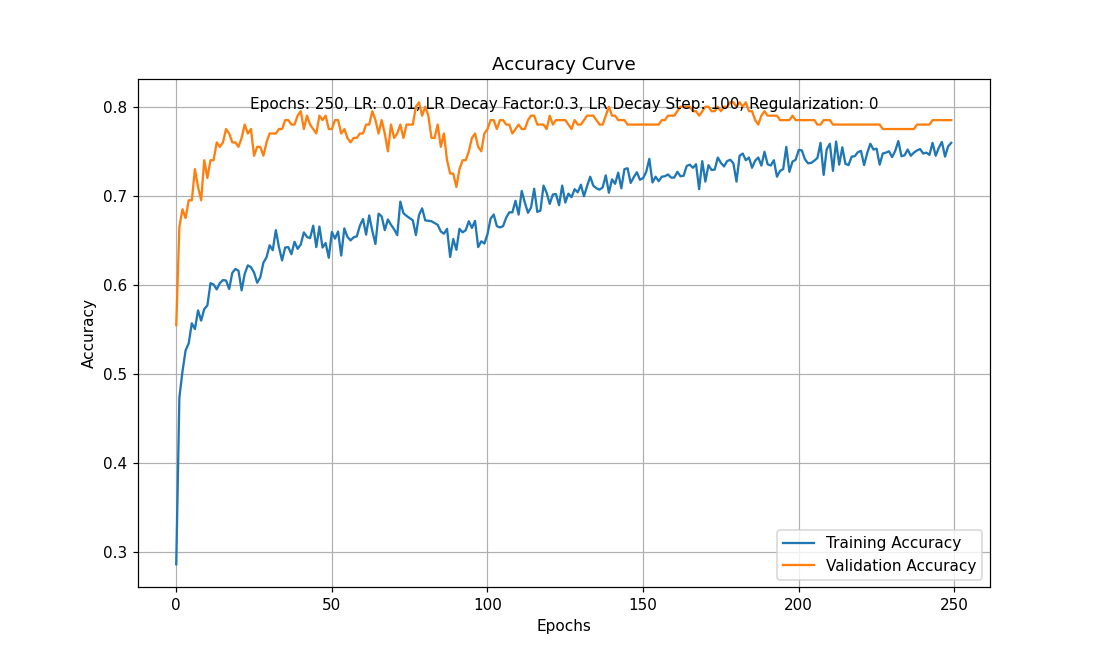 Accuracy Curve
Epochs: 250, LR: 0.01, LR Decay Factor:0.3, LR Decay Step: 100, Regularization: 0
0.8
0.7
0.6
0.5
0.4
0.3
Accuracy
Training Accuracy
Validation Accuracy
0 50 100 150 200 250
Epochs